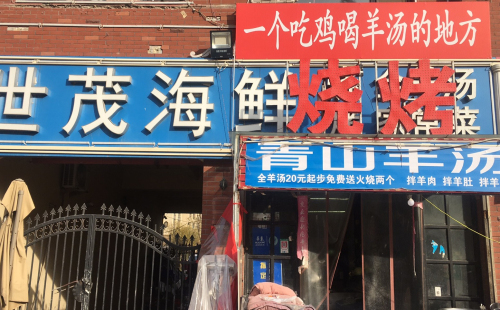 一个吃鸡喝羊汤的地方
世茂海鲜
烧烤
汤
菜
青山羊汤
全羊汤20元起步免费送火烧两个 拌羊肉 拌羊肚 拌羊